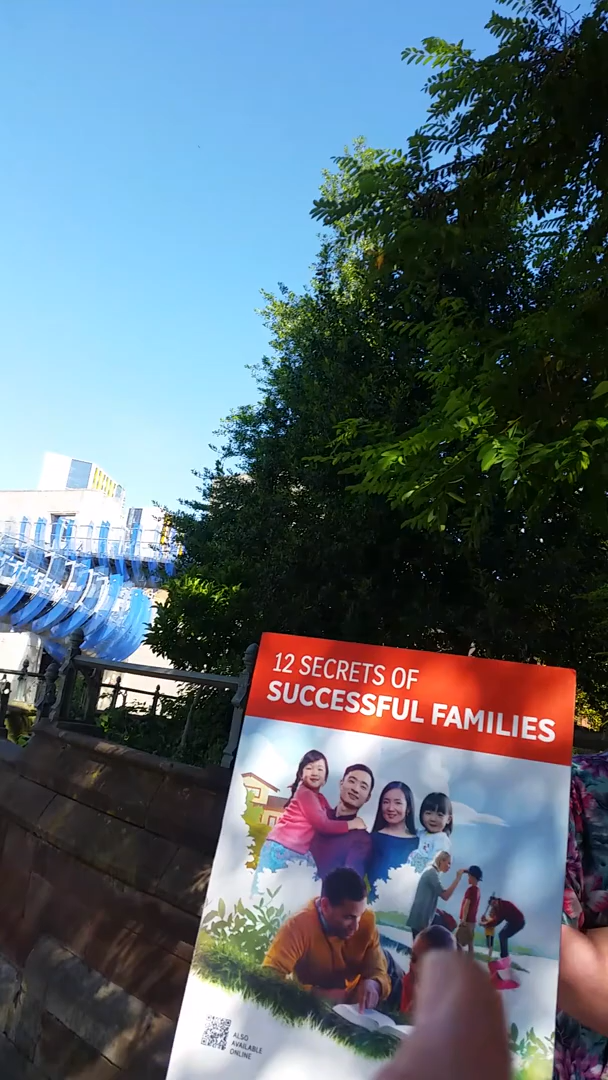 12 SECRETS OF
SUCCESSFUL FAMILIES
ALSO
AVAILABLE
ONLINE